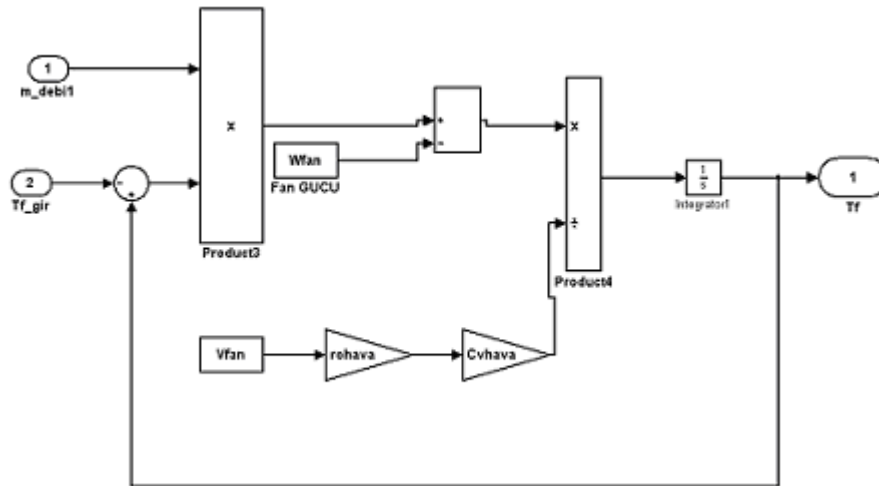 1
m_debi1
x
+
-
Wfan
Fan GUCU
x
÷
2
Tf_gir
-
+
Product3
1
s
Integrator1
1
Tf
Product4
Vfan
rohava
Cvhava